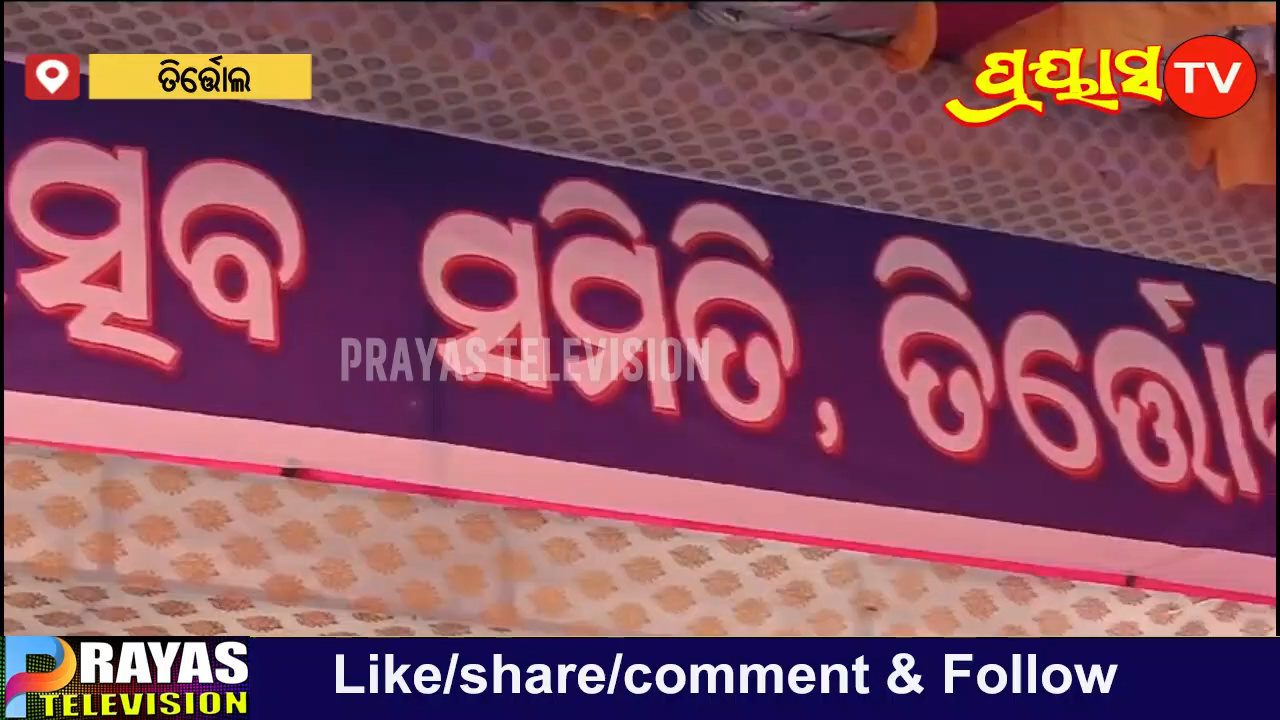 ତିର୍ତ୍ତୋଲ
ପ୍ରୟାସ TV
ତ୍ସବ ସମିତି, ତିର୍ତ୍ତୋ
PRAYAS TELEVISION
PRAYAS
TELEVISION
Like/share/comment & Follow